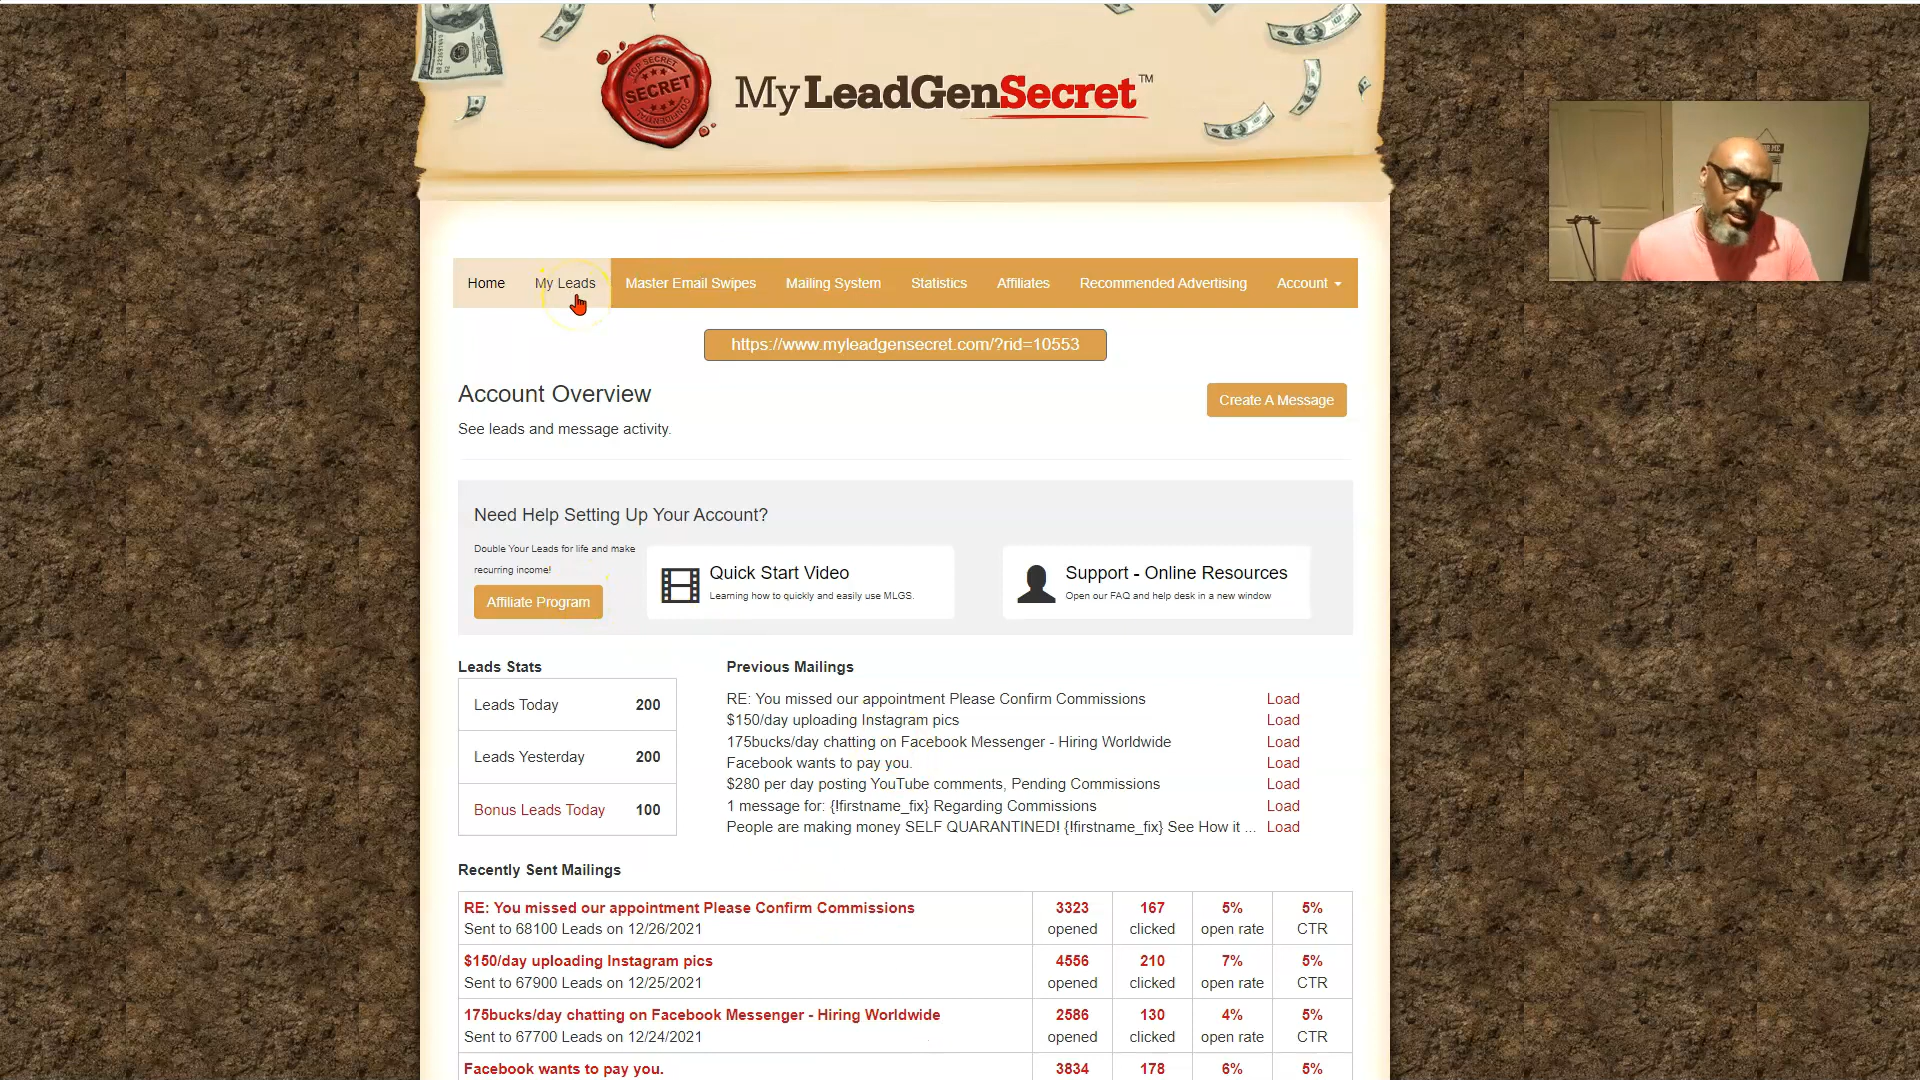 TOP SECRET
SECRET
CONFIDENTIAL
MyLeadGenSecret™
Home My Leads Master Email Swipes Mailing System Statistics Affiliates Recommended Advertising Account
https://www.myleadgensecret.com/?rid=10553
Account Overview
Create A Message
See leads and message activity.
Need Help Setting Up Your Account?
Double Your Leads for life and make
recurring income!
Affiliate Program
Quick Start Video
Learning how to quickly and easily use MLGS.
Support - Online Resources
Open our FAQ and help desk in a new window
Leads Stats
Leads Today 200
Leads Yesterday 200
Bonus Leads Today 100
Previous Mailings
RE: You missed our appointment Please Confirm Commissions Load
$150/day uploading Instagram pics Load
175bucks/day chatting on Facebook Messenger - Hiring Worldwide Load
Facebook wants to pay you. Load
$280 per day posting YouTube comments, Pending Commissions Load
1 message for: {!firstname_fix} Regarding Commissions Load
People are making money SELF QUARANTINED! {!firstname_fix} See How it ... Load
Recently Sent Mailings
RE: You missed our appointment Please Confirm Commissions 3323 167 5% 5%
Sent to 68100 Leads on 12/26/2021 opened clicked open rate CTR
$150/day uploading Instagram pics 4556 210 7% 5%
Sent to 67900 Leads on 12/25/2021 opened clicked open rate CTR
175bucks/day chatting on Facebook Messenger - Hiring Worldwide 2586 130 4% 5%
Sent to 67700 Leads on 12/24/2021 opened clicked open rate CTR
Facebook wants to pay you. 3834 178 6% 5%